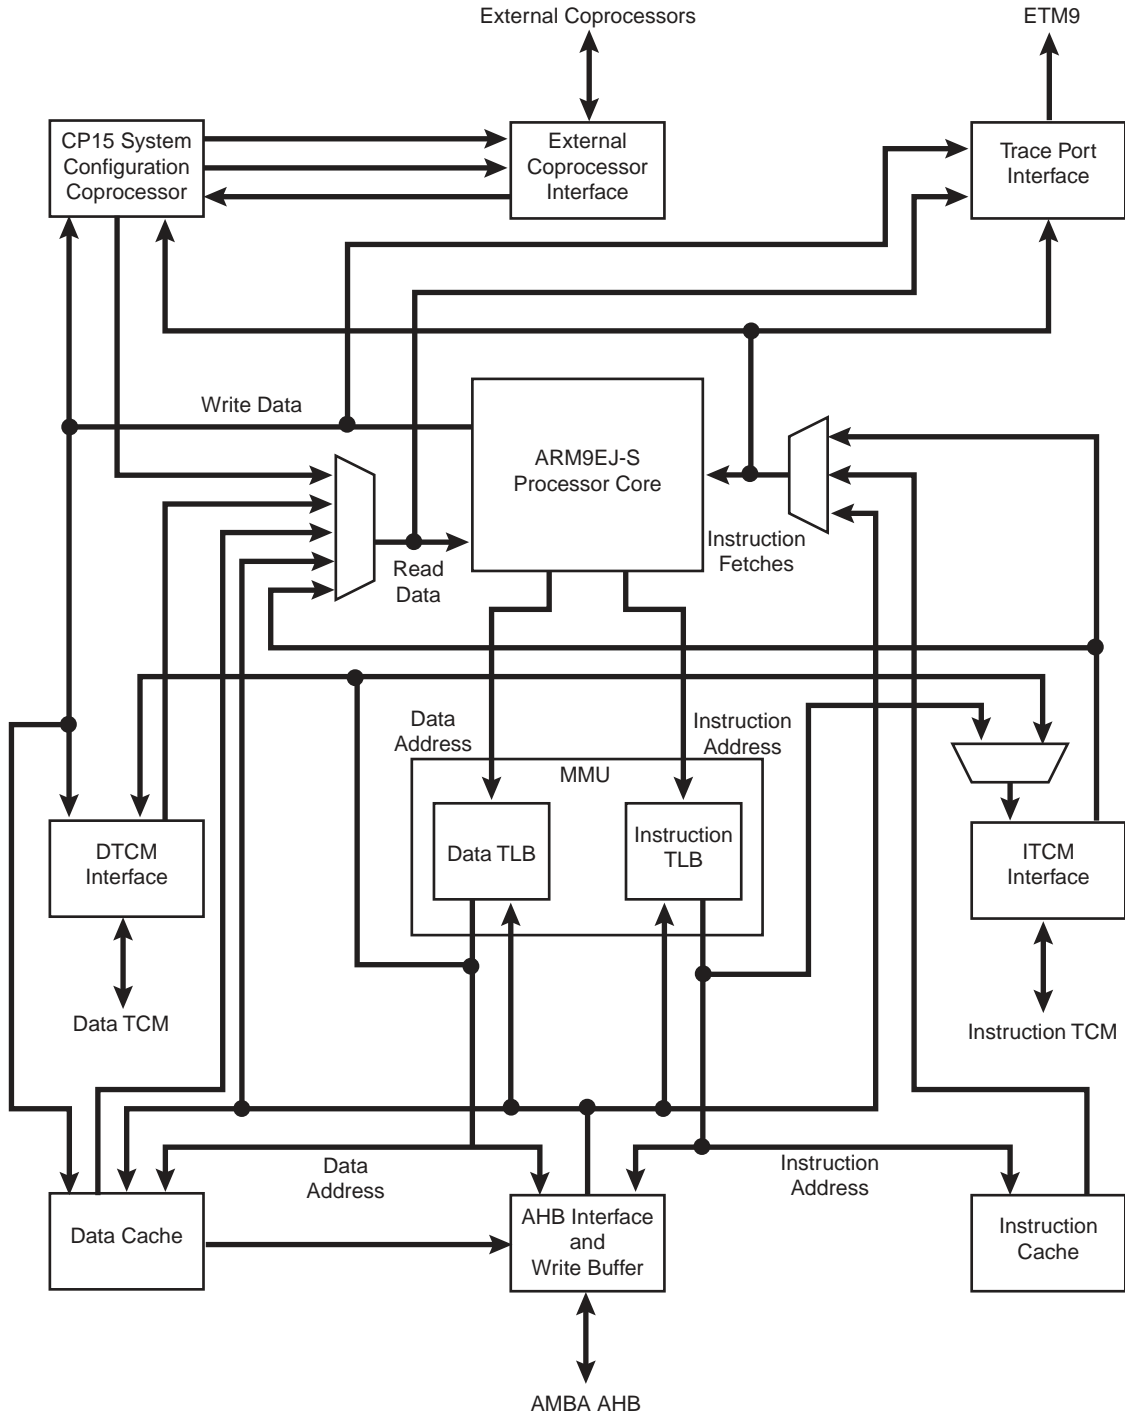 External Coprocessors
ETM9
CP15 System
Configuration
Coprocessor
External
Coprocessor
Interface
Trace Port
Interface
Write Data
ARM9EJ-S
Processor Core
Instruction
Fetches
Read
Data
Data
Address
Instruction
Address
MMU
Data TLB
Instruction
TLB
DTCM
Interface
ITCM
Interface
Data TCM
Instruction TCM
Data
Address
Instruction
Address
Data Cache
AHB Interface
and
Write Buffer
Instruction
Cache
AMBA AHB